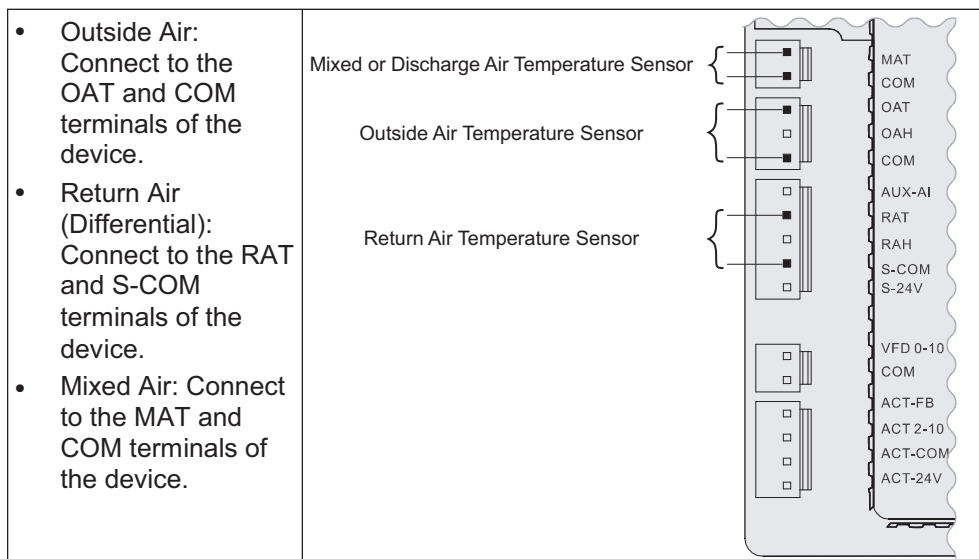 • Outside Air:
Connect to the
OAT and COM
terminals of the
device.
• Return Air
(Differential):
Connect to the RAT
and S-COM
terminals of the
device.
• Mixed Air: Connect
to the MAT and
COM terminals of
the device.
Mixed or Discharge Air Temperature Sensor
Outside Air Temperature Sensor
Return Air Temperature Sensor
MAT
COM
OAT
OAH
COM
AUX-AI
RAT
RAH
S-COM
S-24V
VFD 0-10
COM
ACT-FB
ACT 2-10
ACT-COM
ACT-24V